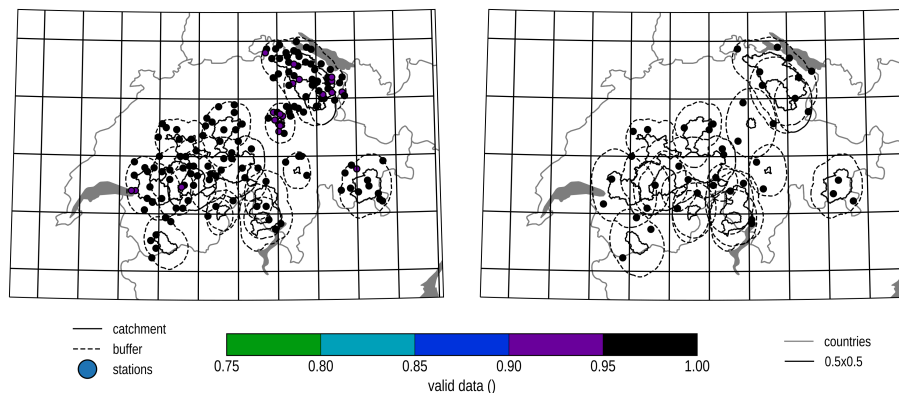 catchment
buffer
stations
0.75 0.80 0.85 0.90 0.95 1.00
valid data ()
countries
0.5x0.5